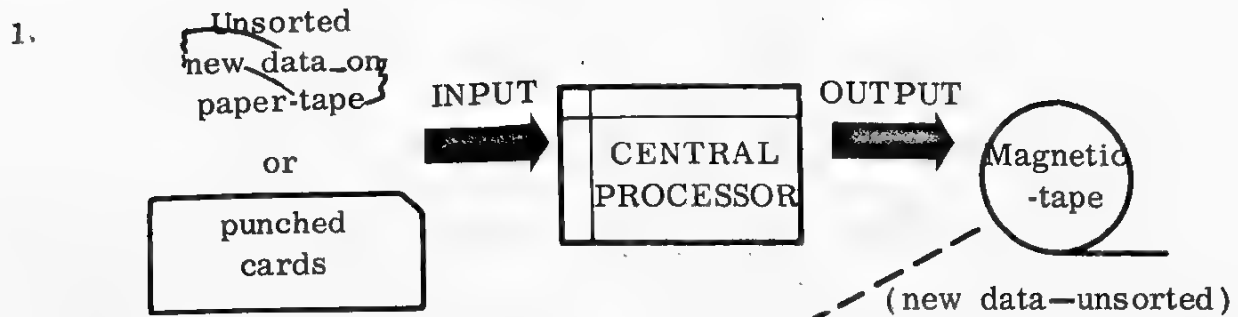 1.
Unsorted
new data on
paper-tape
or
punched
cards
INPUT
CENTRAL
PROCESSOR
OUTPUT
Magnetic
-tape
(new data—unsorted)